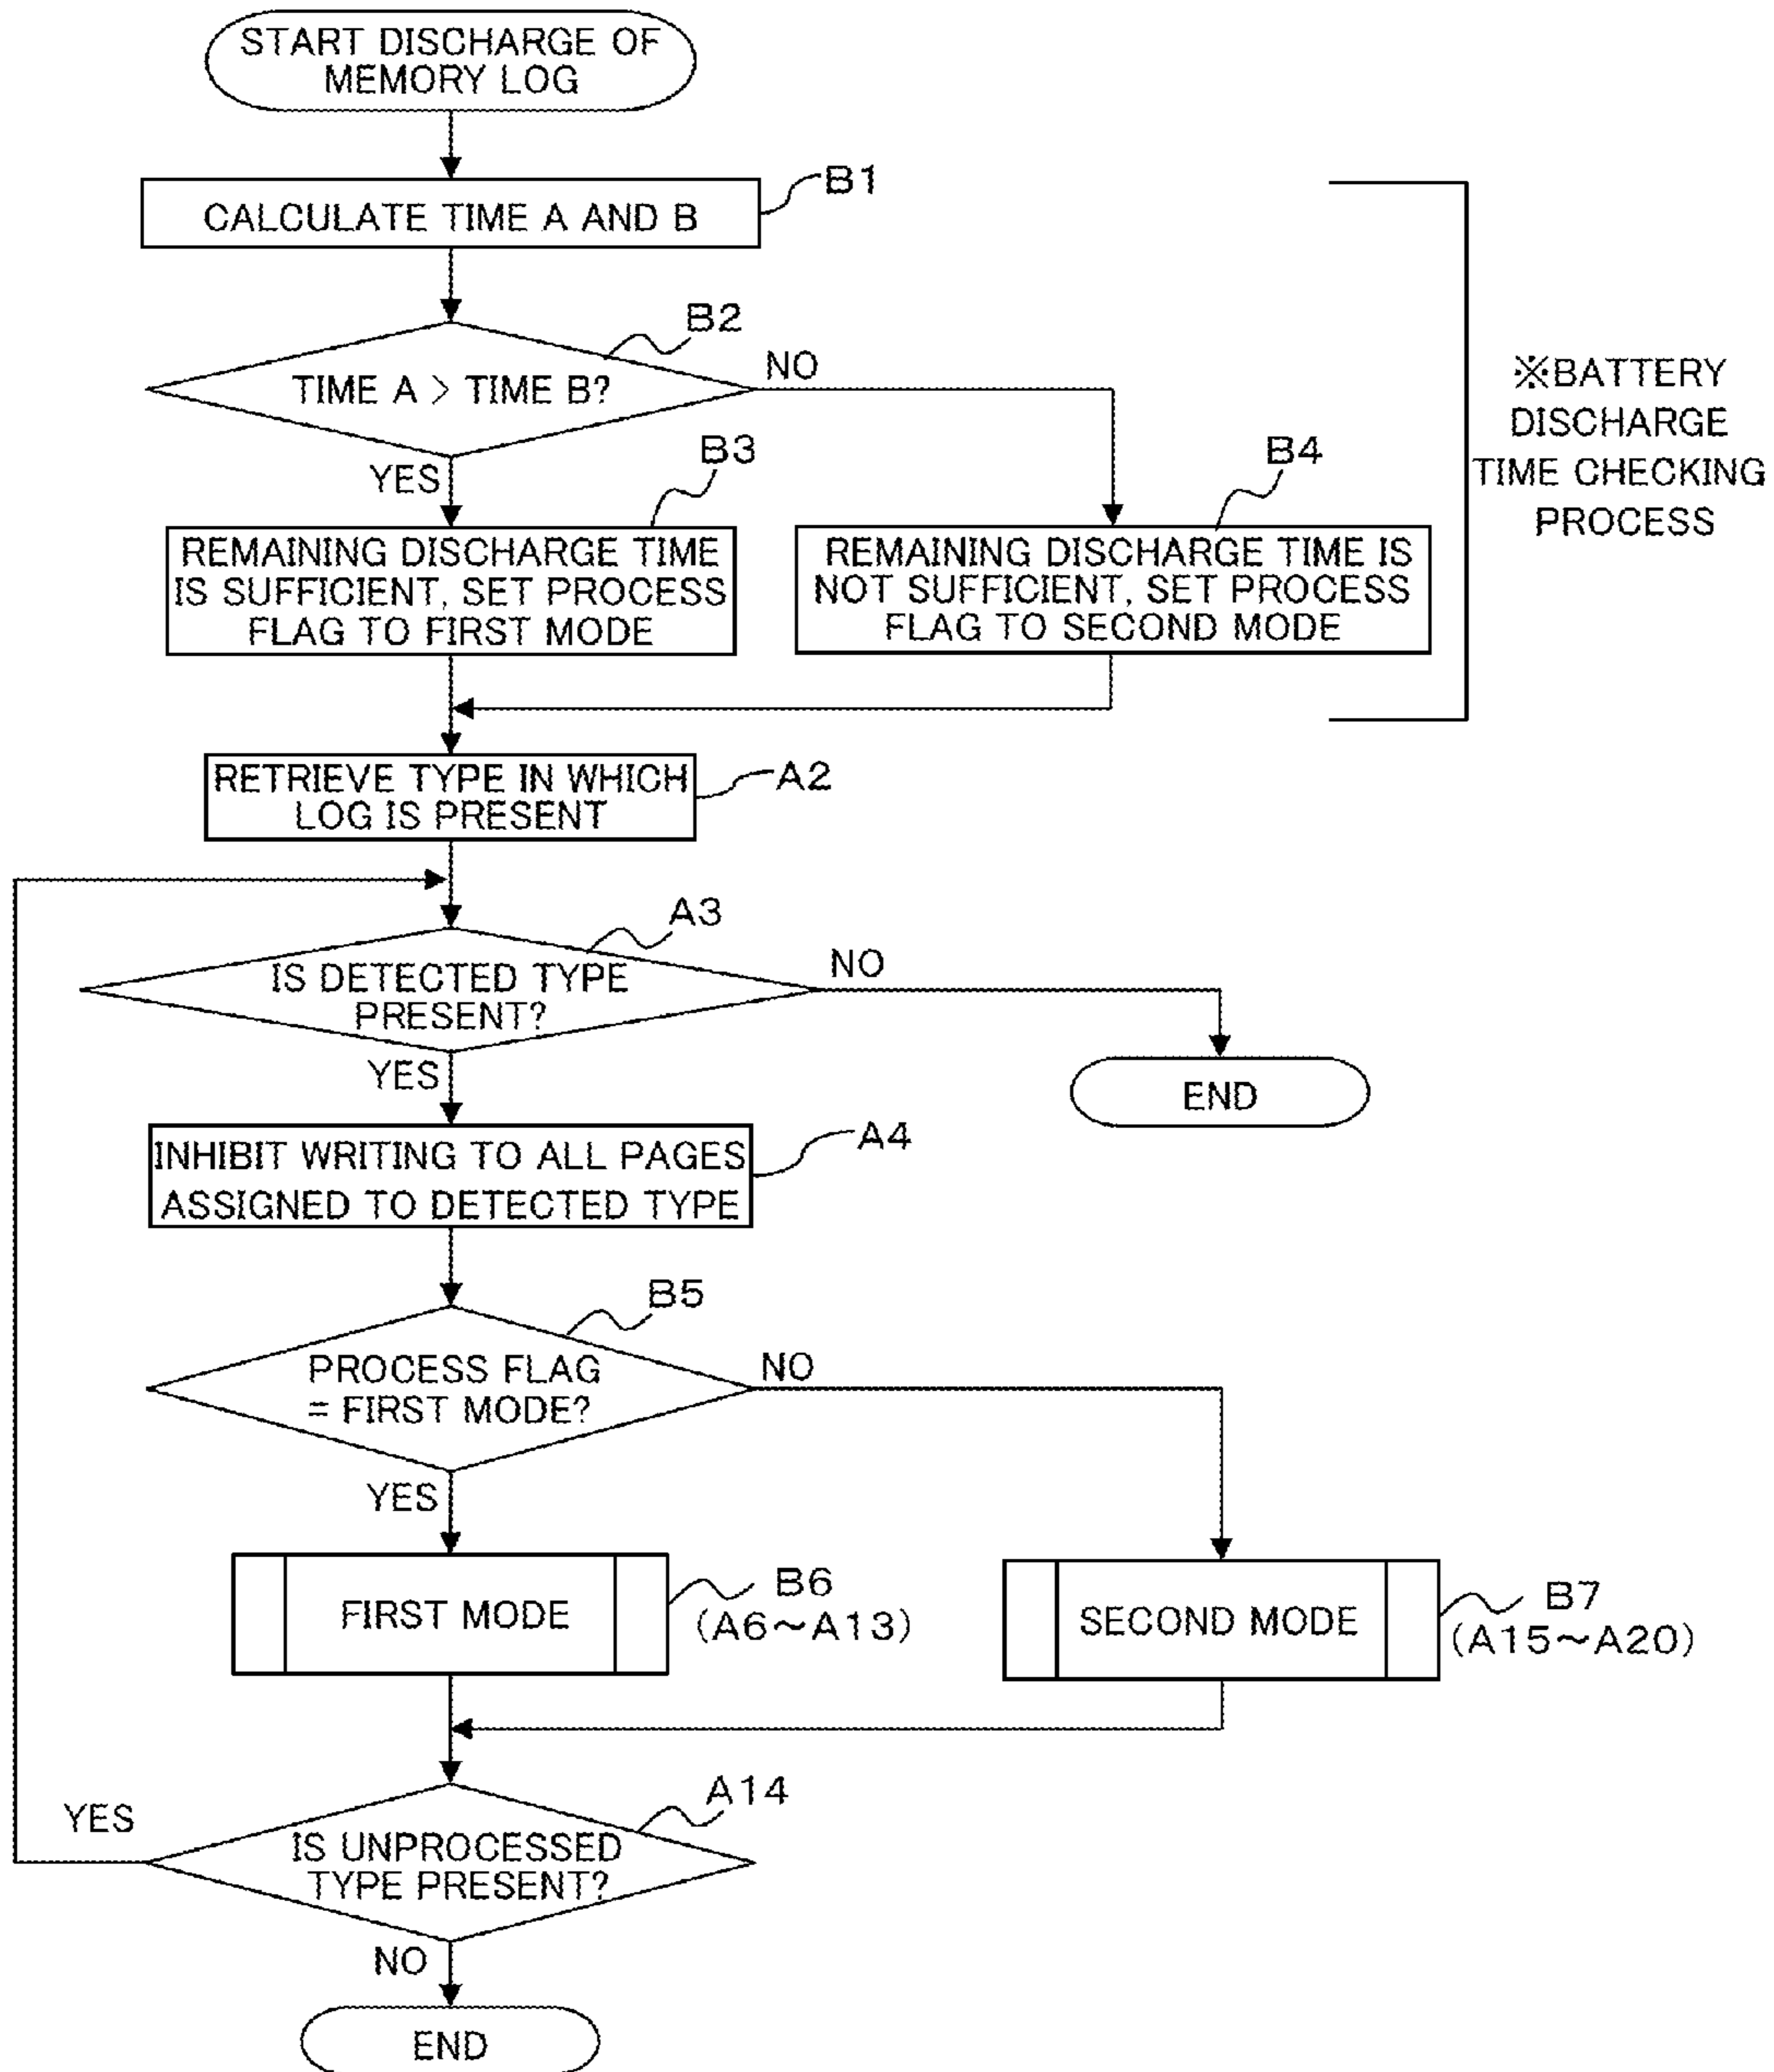 START DISCHARGE OF
MEMORY LOG
B1
CALCULATE TIME A AND B
B2
TIME A > TIME B?
NO
YES
※BATTERY
DISCHARGE
TIME CHECKING
PROCESS
B3
REMAINING DISCHARGE TIME
IS SUFFICIENT, SET PROCESS
FLAG TO FIRST MODE
B4
REMAINING DISCHARGE TIME IS
NOT SUFFICIENT, SET PROCESS
FLAG TO SECOND MODE
RETRIEVE TYPE IN WHICH
LOG IS PRESENT
A2
A3
IS DETECTED TYPE
PRESENT?
NO
YES
END
INHIBIT WRITING TO ALL PAGES
ASSIGNED TO DETECTED TYPE
A4
B5
PROCESS FLAG
= FIRST MODE?
NO
YES
FIRST MODE
B6
(A6～A13)
SECOND MODE
B7
(A15～A20)
A14
YES
IS UNPROCESSED
TYPE PRESENT?
NO
END